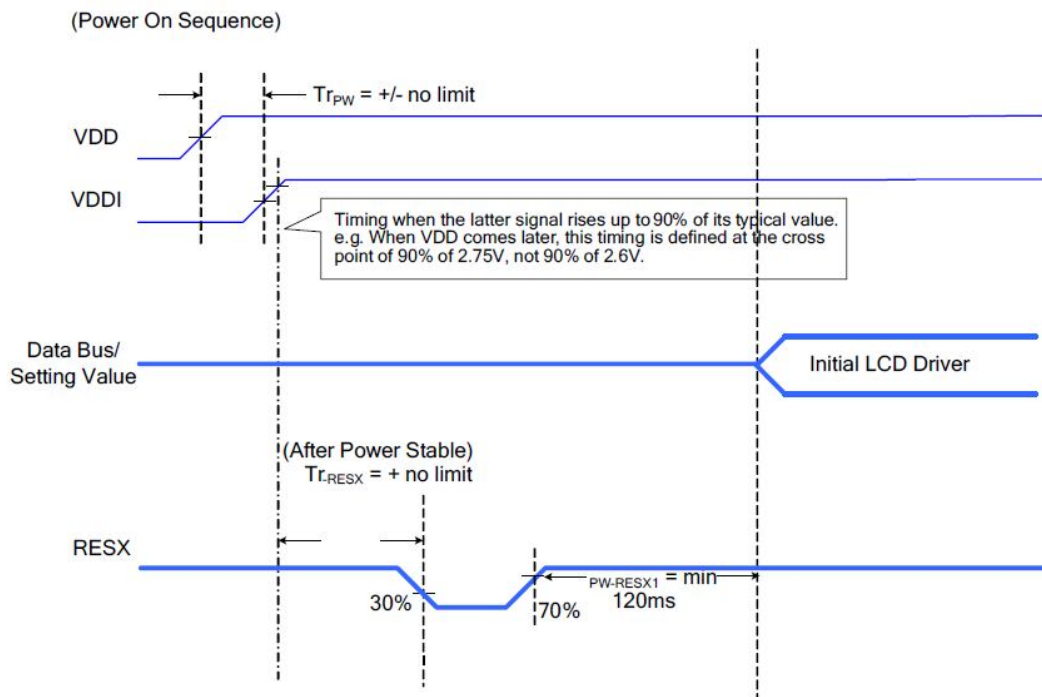 (Power On Sequence)
TrPW = +/- no limit
VDD
VDDI
Timing when the latter signal rises up to 90% of its typical value.
e.g. When VDD comes later, this timing is defined at the cross
point of 90% of 2.75V, not 90% of 2.6V.
Data Bus/
Setting Value
Initial LCD Driver
(After Power Stable)
Tr-RESX = + no limit
RESX
30%
70%
PW-RESX1 = min
120ms